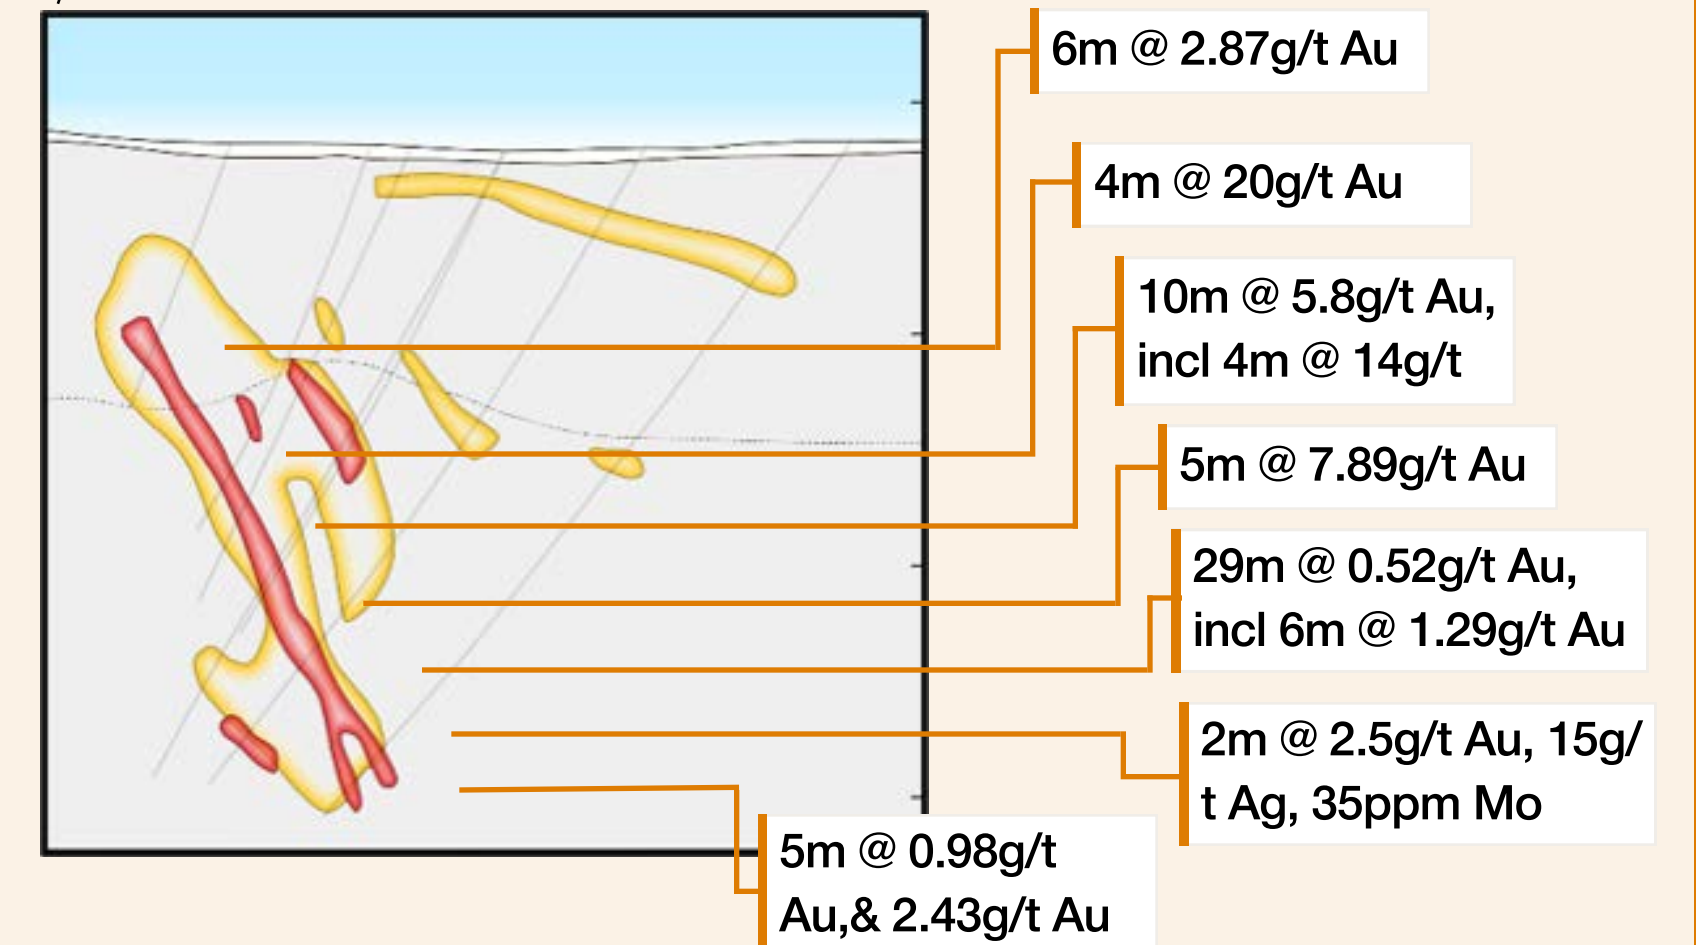 6m @ 2.87g/t Au
4m @ 20g/t Au
10m @ 5.8g/t Au,
incl 4m @ 14g/t
5m @ 7.89g/t Au
29m @ 0.52g/t Au,
incl 6m @ 1.29g/t Au
2m @ 2.5g/t Au, 15g/
t Ag, 35ppm Mo
5m @ 0.98g/t
Au,& 2.43g/t Au